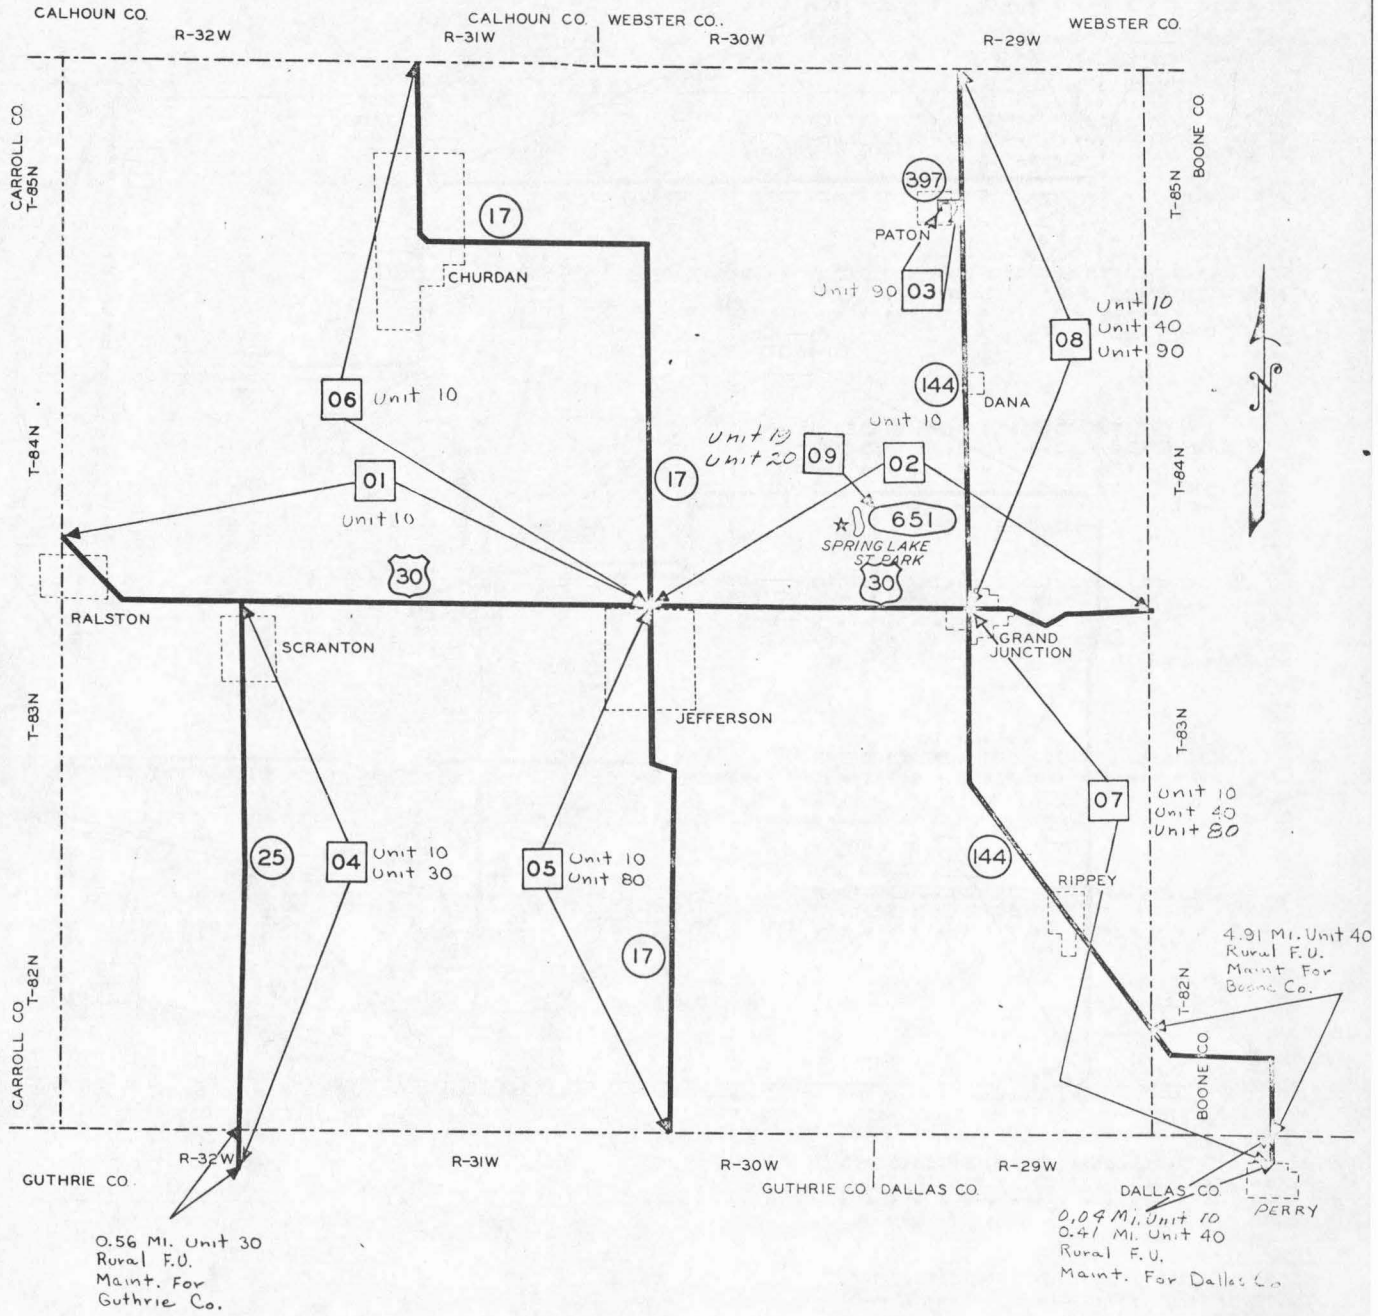 CALHOUN CO.
CALHOUN CO. WEBSTER CO.
WEBSTER CO.
R-32W
R-31W
R-30W
R-29W
CARROLL CO.
T-85N
BOONE CO.
T-85N
397
PATON
17
CHURDAN
Unit 90
03
Unit 10
Unit 40
Unit 90
08
144
DANA
06
Unit 10
Unit 10
T-84N
T-84N
Unit 19
Unit 20
09
02
01
Unit 10
17
651
SPRING LAKE
ST. PARK
30
30
RALSTON
SCRANTON
GRAND
JUNCTION
JEFFERSON
T-83N
T-83N
07
Unit 10
Unit 40
Unit 80
25
04
Unit 10
Unit 30
05
Unit 10
Unit 80
144
RIPPEY
17
4.91 Mi. Unit 40
Rural F.U.
Maint. For
Boone Co.
T-82N
T-82N
CARROLL CO
BOONE CO
R-32W
R-31W
R-30W
R-29W
GUTHRIE CO.
GUTHRIE CO. DALLAS CO.
DALLAS CO.
PERRY
0.56 Mi. Unit 30
Rural F.U.
Maint. For
Guthrie Co.
0.04 Mi. Unit 10
0.41 Mi. Unit 40
Rural F.U.
Maint. For Dallas Co
N